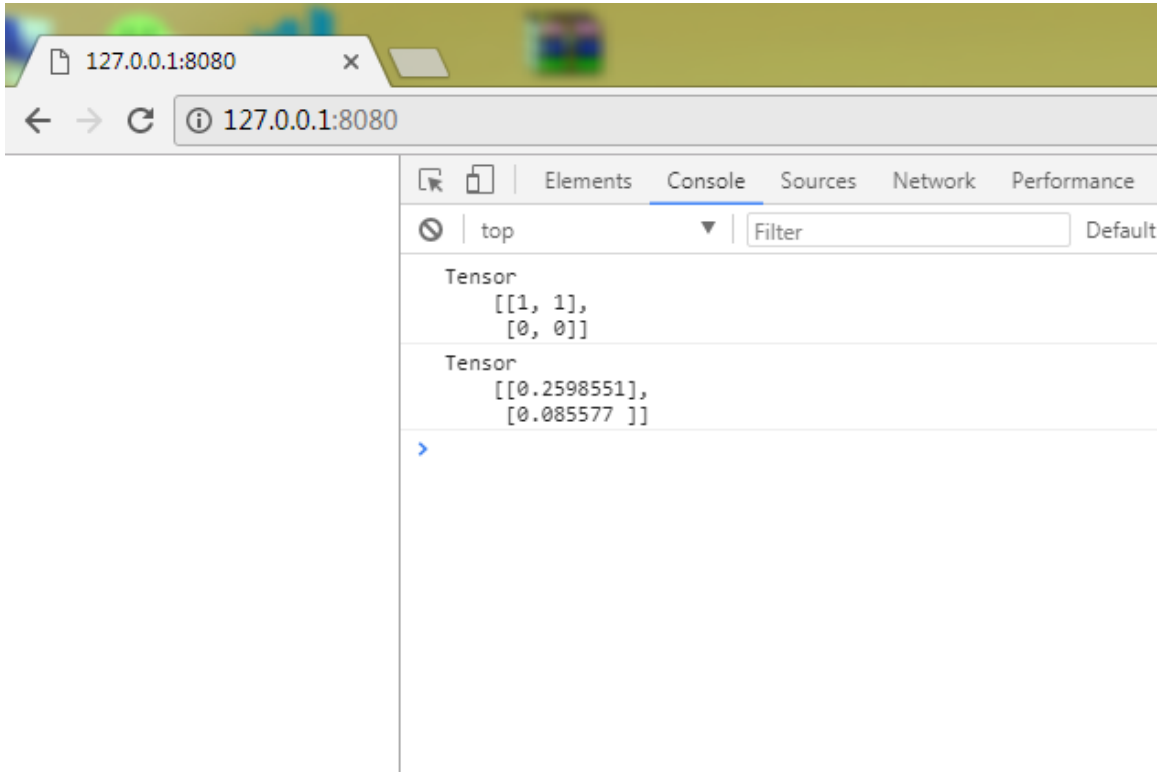 127.0.0.1:8080
127.0.0.1:8080
Elements Console Sources Network Performance
top Filter Default
Tensor
[[1, 1],
[0, 0]]
Tensor
[[0.2598551],
[0.085577 ]]